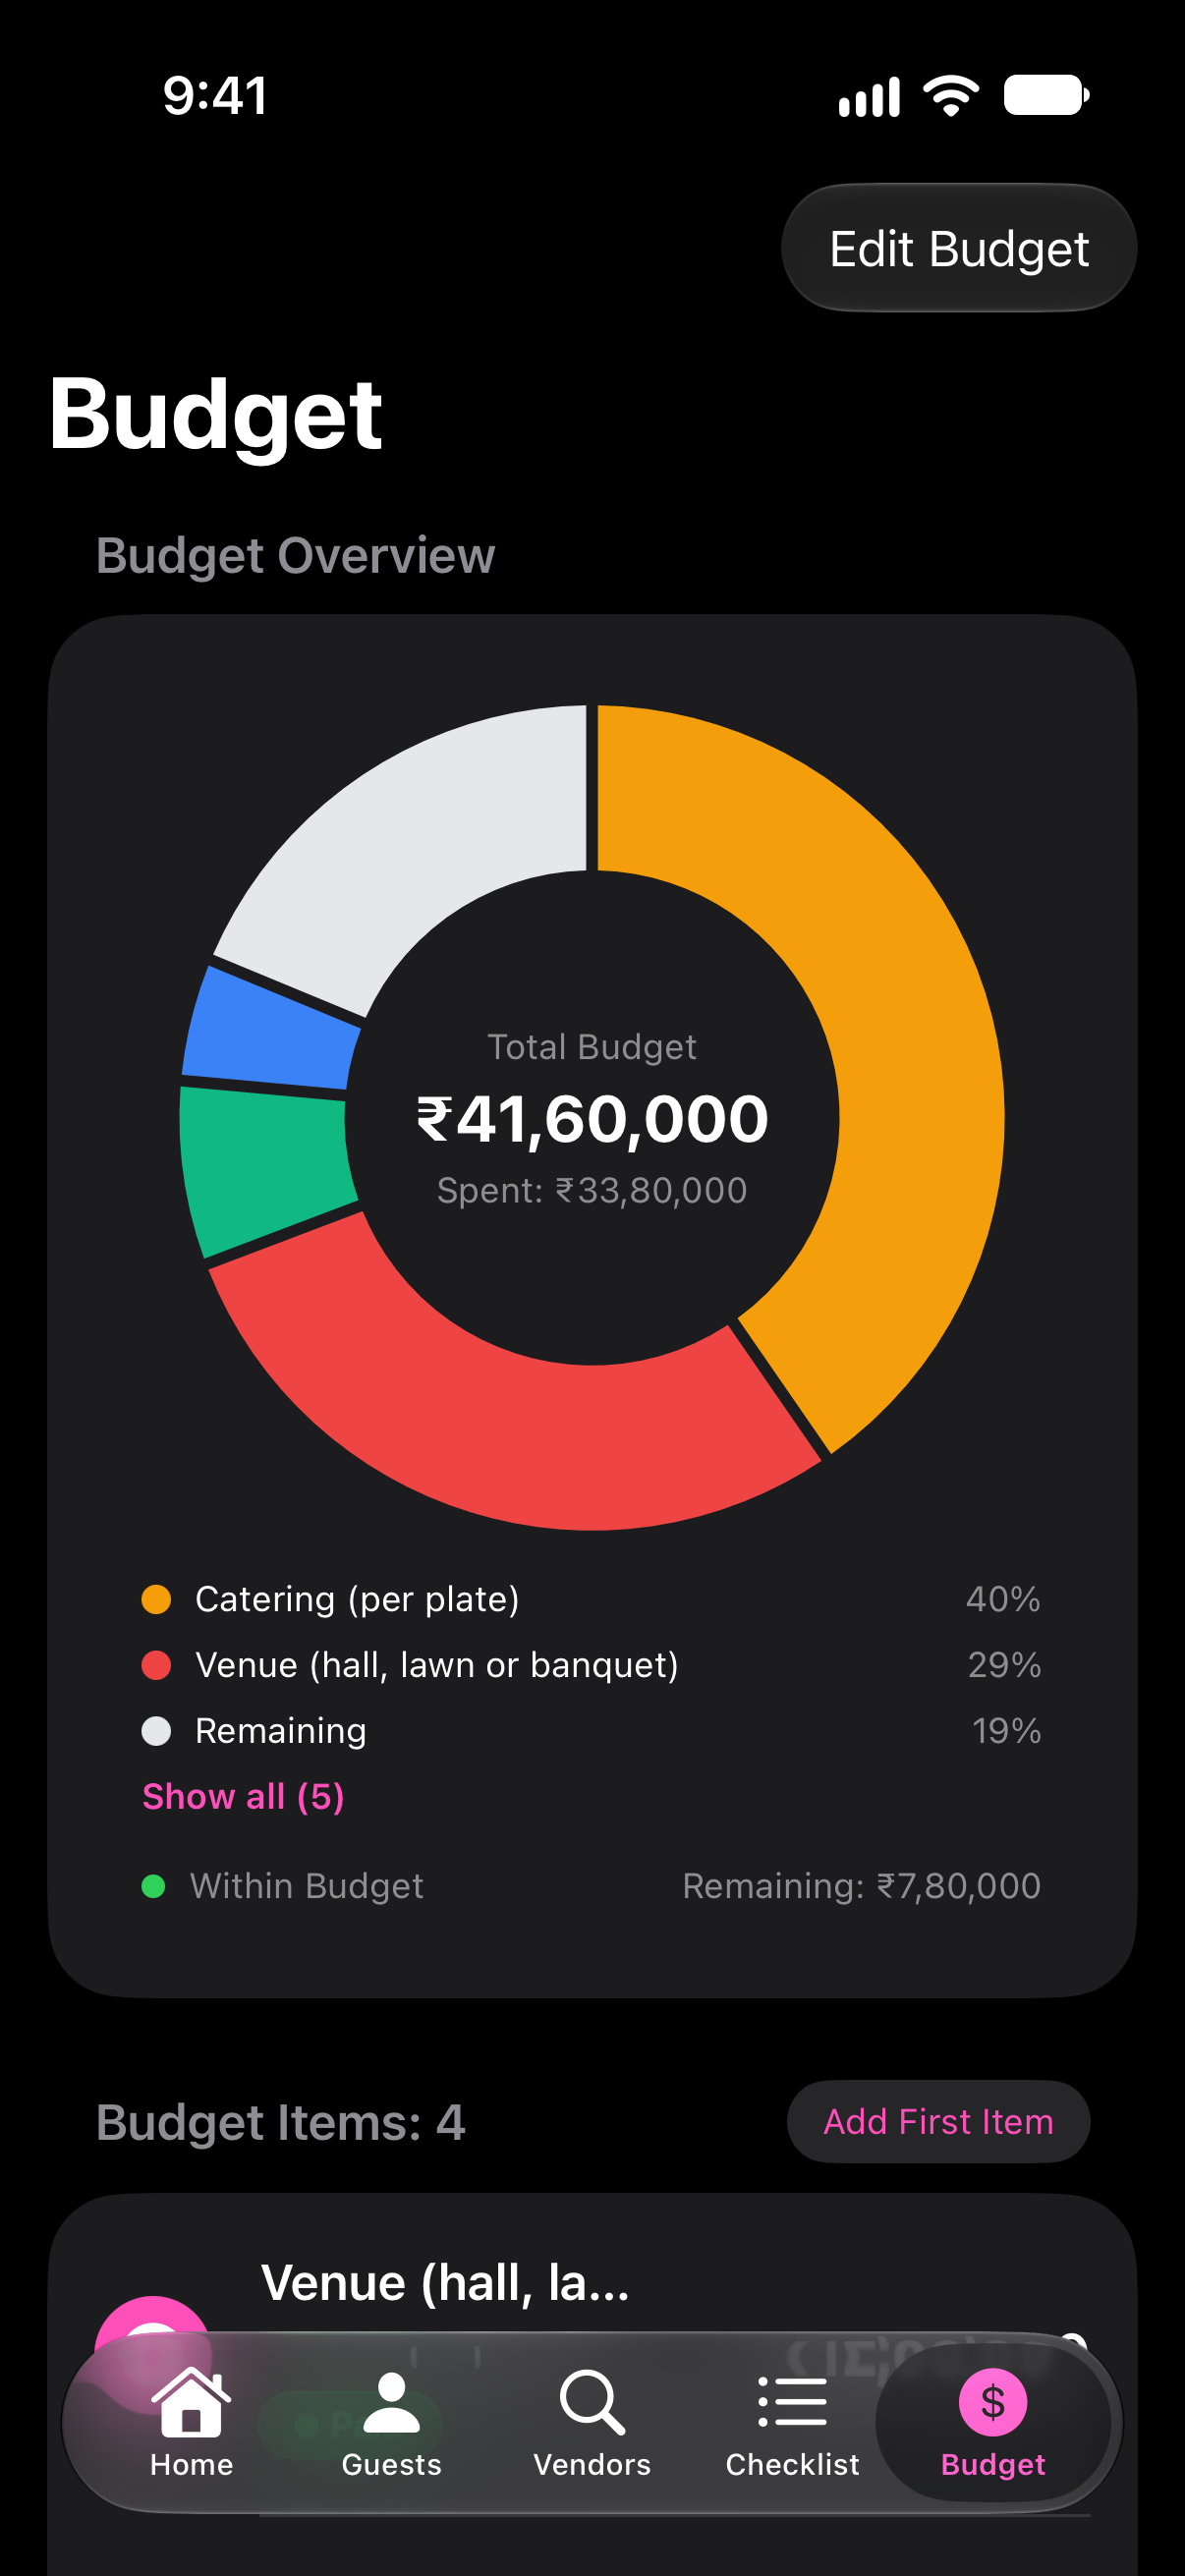 9:41
Edit Budget
Budget
Budget Overview
Total Budget
₹41,60,000
Spent: ₹33,80,000
Catering (per plate) 40%
Venue (hall, lawn or banquet) 29%
Remaining 19%
Show all (5)
Within Budget Remaining: ₹7,80,000
Budget Items: 4 Add First Item
Venue (hall, la...
$
Home Guests Vendors Checklist Budget